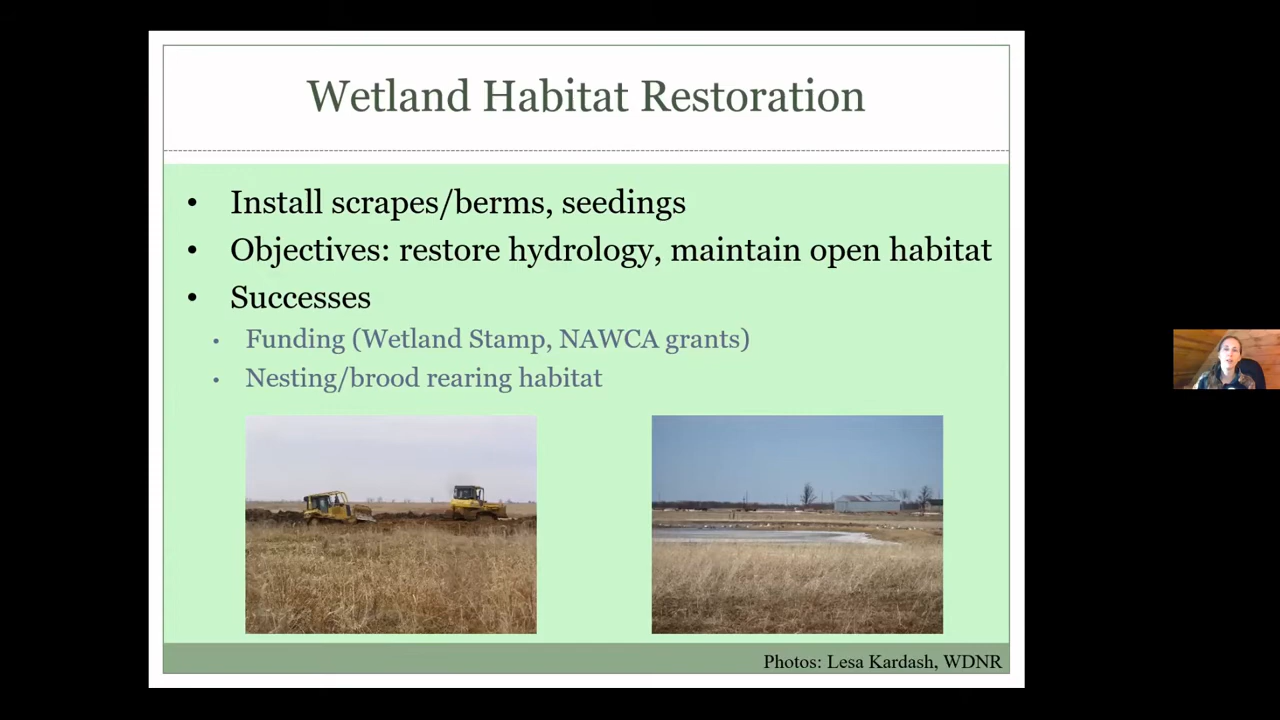 Wetland Habitat Restoration
• Install scrapes/berms, seedings
• Objectives: restore hydrology, maintain open habitat
• Successes
• Funding (Wetland Stamp, NAWCA grants)
• Nesting/brood rearing habitat
Photos: Lesa Kardash, WDNR